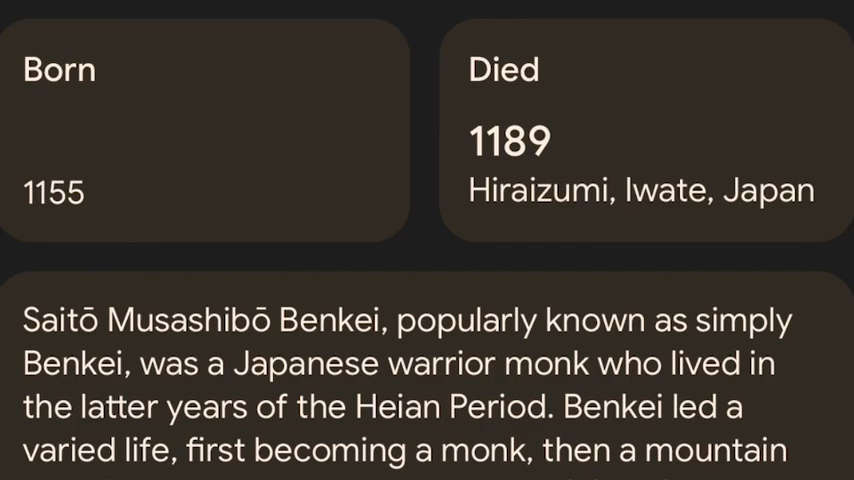 Born
1155
Died
1189
Hiraizumi, Iwate, Japan
Saitō Musashibō Benkei, popularly known as simply
Benkei, was a Japanese warrior monk who lived in
the latter years of the Heian Period. Benkei led a
varied life, first becoming a monk, then a mountain